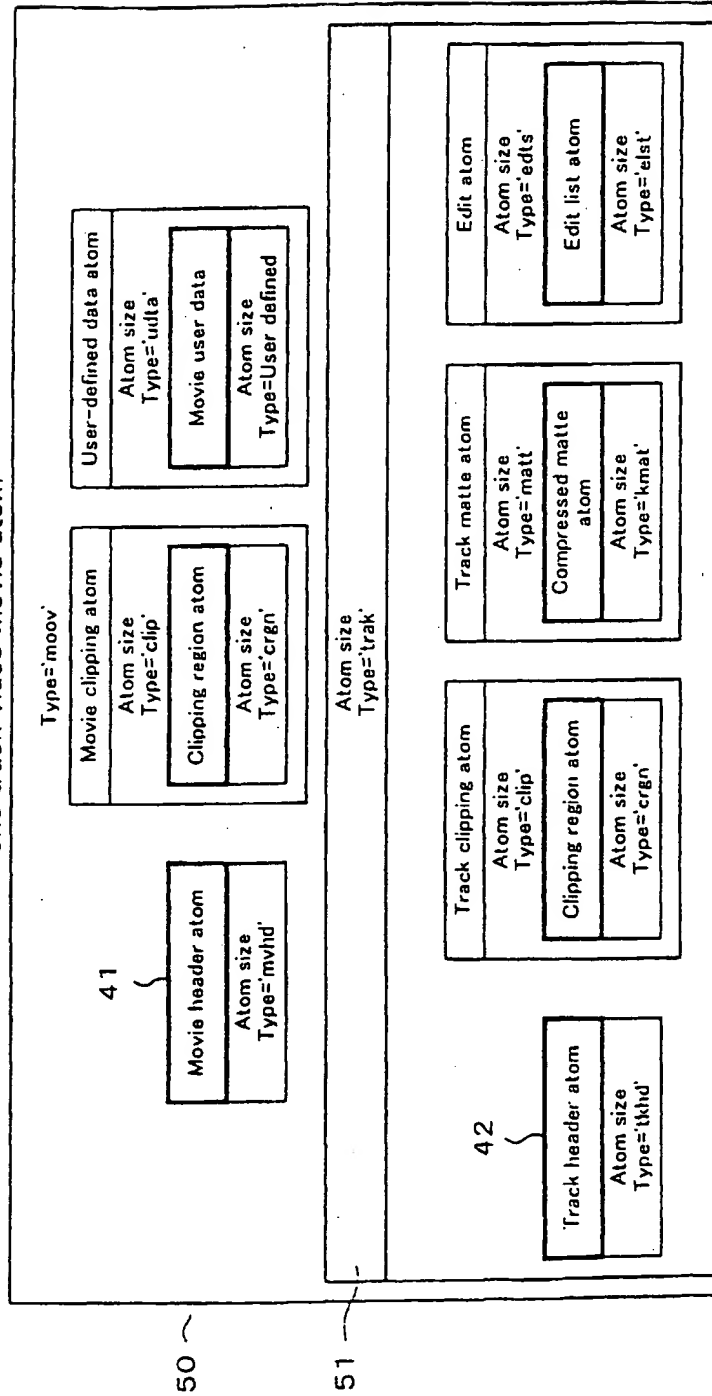 One track video movie atom
50
Type='moov'
41
Movie header atom
Atom size
Type='mvhd'
Movie clipping atom
Atom size
Type='clip'
Clipping region atom
Atom size
Type='crgn'
User-defined data atom
Atom size
Type='udta'
Movie user data
Atom size
Type=User defined
51
Atom size
Type='trak'
42
Track header atom
Atom size
Type='tkhd'
Track clipping atom
Atom size
Type='clip'
Clipping region atom
Atom size
Type='crgn'
Track matte atom
Atom size
Type='matt'
Compressed matte
atom
Atom size
Type='kmat'
Edit atom
Atom size
Type='edts'
Edit list atom
Atom size
Type='elst'